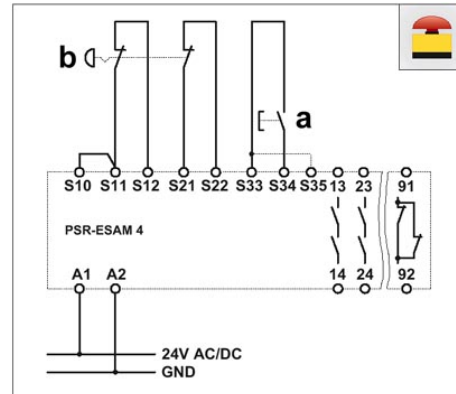 b
a
S10 S11 S12 S21 S22 S33 S34 S35 13 23 91
PSR-ESAM 4
14 24 92
A1 A2
24V AC/DC
GND